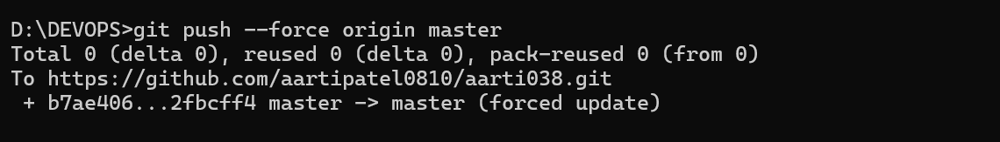 D:\DEVOPS>git push --force origin master
Total 0 (delta 0), reused 0 (delta 0), pack-reused 0 (from 0)
To https://github.com/aartipatel0810/aarti038.git
 + b7ae406...2fbcff4 master -> master (forced update)